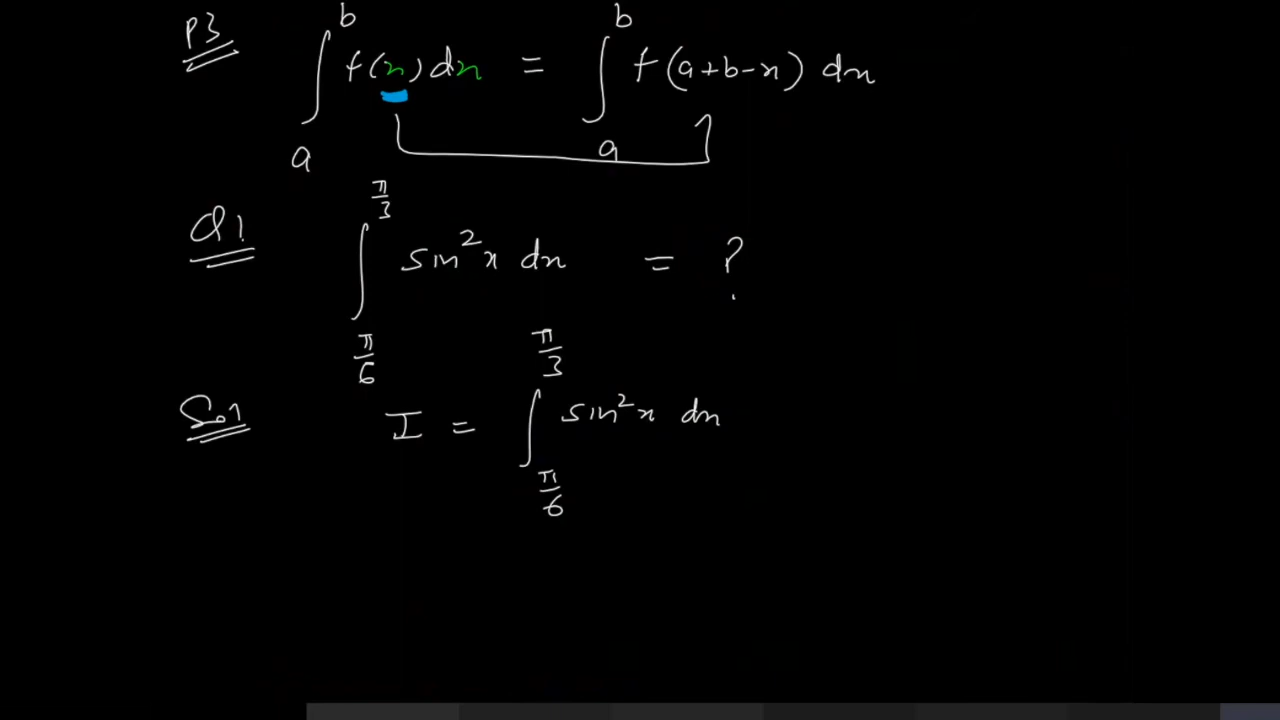 P3 ∫_a^b f(x) dx = ∫_a^b f(a+b-x) dx
Q1 ∫_{π/6}^{π/3} sin²x dx = ?
Sol I = ∫_{π/6}^{π/3} sin²x dx